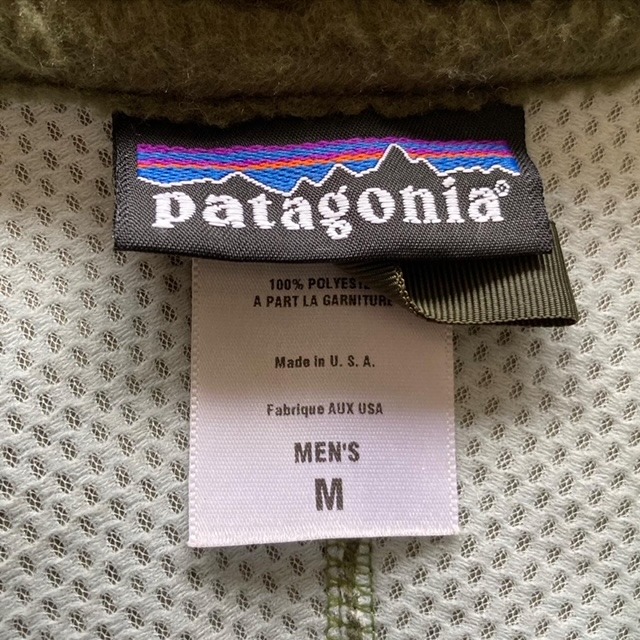 patagonia®
100% POLYESTE
A PART LA GARNITURE
Made in U. S. A.
Fabrique AUX USA
MEN'S
M